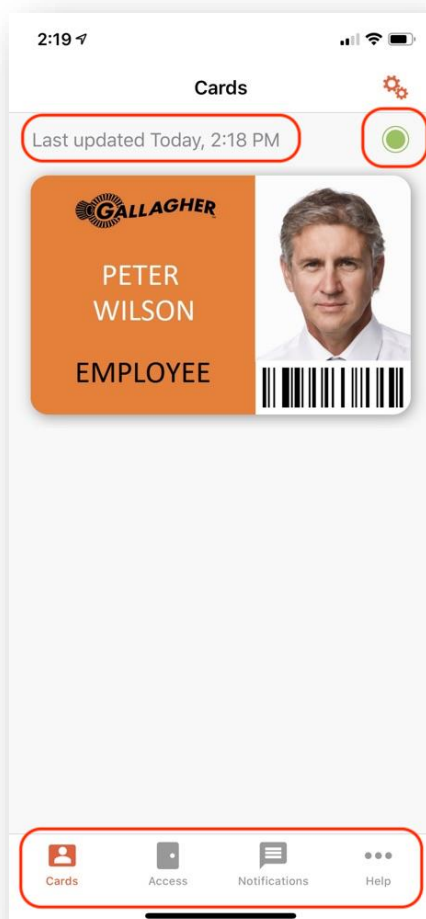 2:19
Cards
Last updated Today, 2:18 PM
GALLAGHER
PETER
WILSON
EMPLOYEE
Cards
Access
Notifications
Help